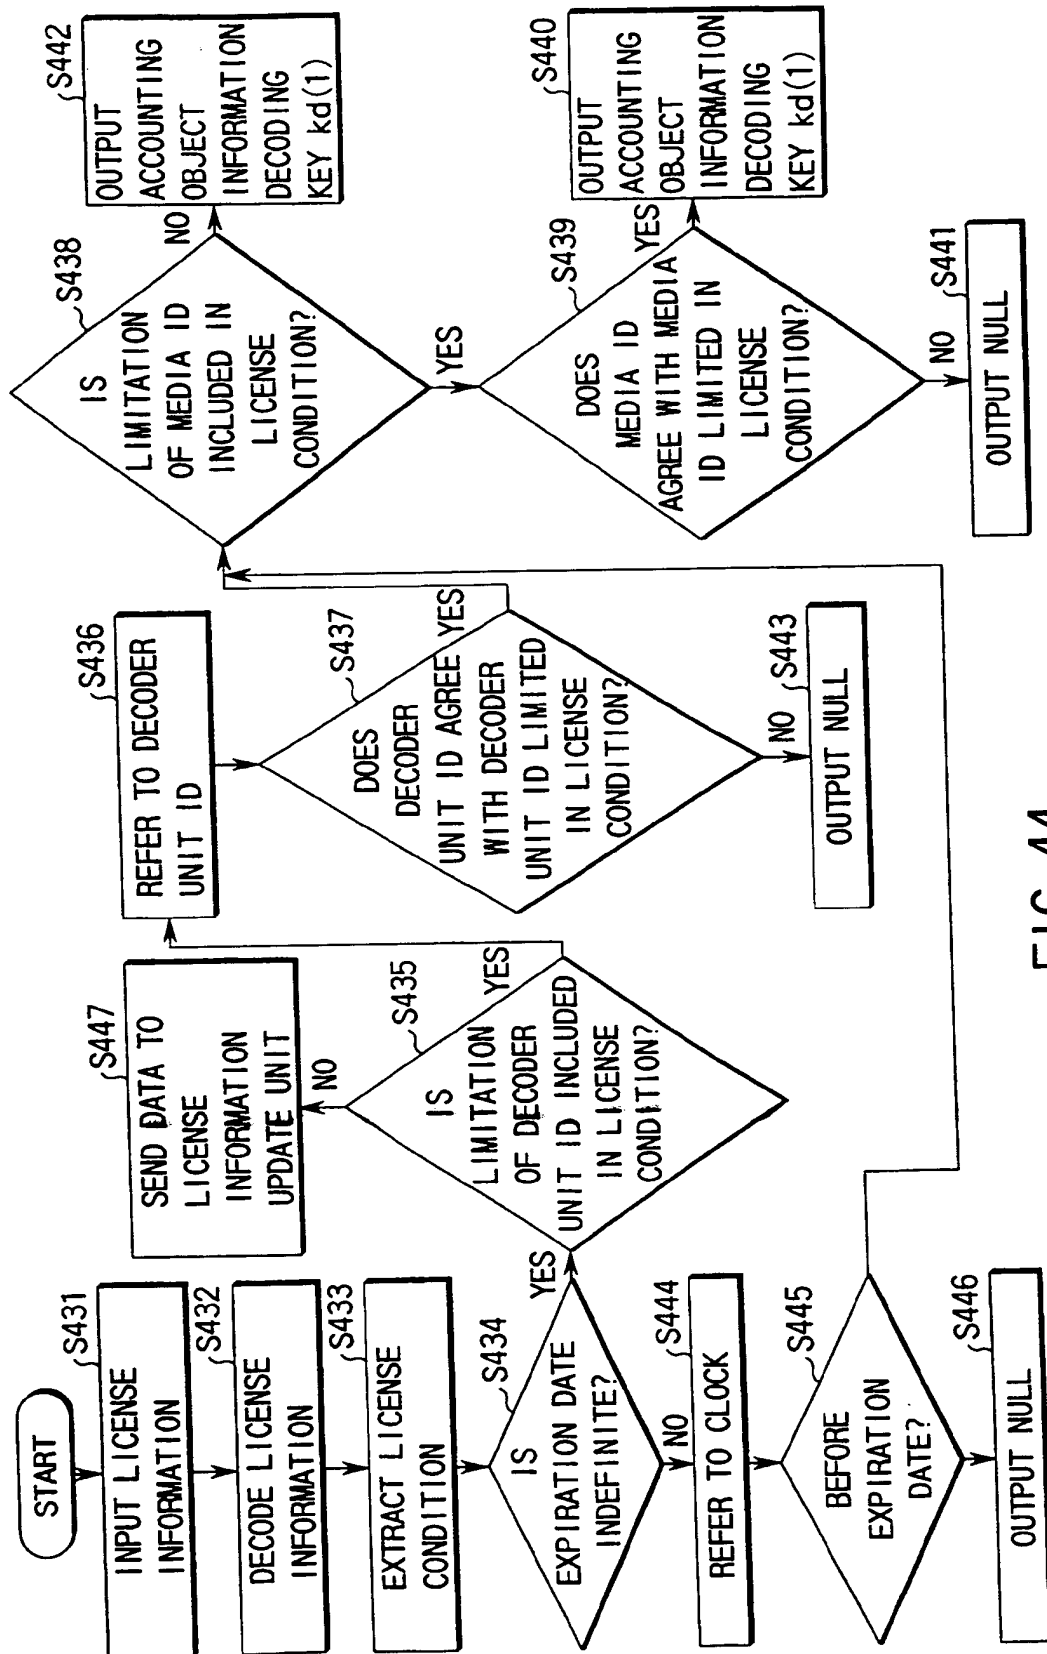 START
S431
INPUT LICENSE
INFORMATION
S432
DECODE LICENSE
INFORMATION
S433
EXTRACT LICENSE
CONDITION
S434
IS
EXPIRATION DATE
INDEFINITE?
YES
NO
S444
REFER TO CLOCK
S445
BEFORE
EXPIRATION
DATE?
S446
OUTPUT NULL
S447
SEND DATA TO
LICENSE
INFORMATION
UPDATE UNIT
NO
S435
YES
IS
LIMITATION
OF DECODER
UNIT ID INCLUDED
IN LICENSE
CONDITION?
S436
REFER TO DECODER
UNIT ID
S437
DOES
DECODER
UNIT ID AGREE
WITH DECODER
UNIT ID LIMITED
IN LICENSE
CONDITION?
YES
NO
S443
OUTPUT NULL
S438
IS
LIMITATION
OF MEDIA ID
INCLUDED IN
LICENSE
CONDITION?
NO
YES
S442
OUTPUT
ACCOUNTING
OBJECT
INFORMATION
DECODING
KEY kd(1)
S439
DOES
MEDIA ID
AGREE WITH MEDIA
ID LIMITED IN
LICENSE
CONDITION?
YES
NO
S440
OUTPUT
ACCOUNTING
OBJECT
INFORMATION
DECODING
KEY kd(1)
S441
OUTPUT NULL